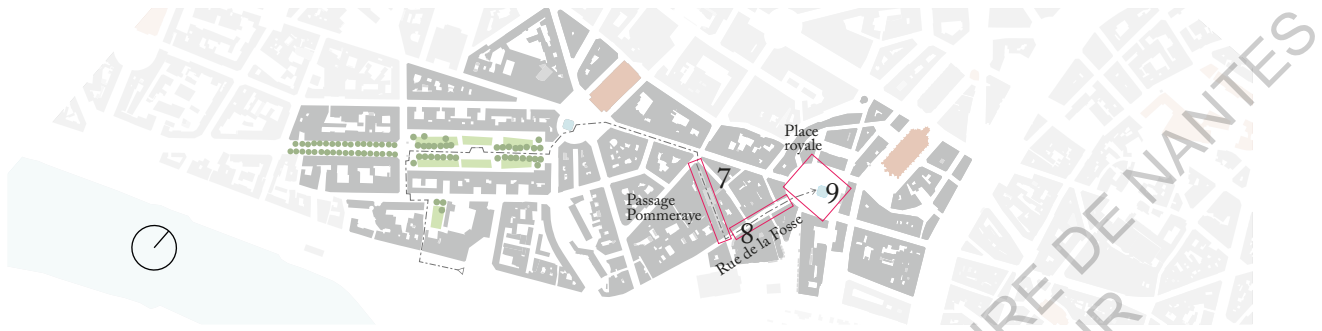 Place
royale
7
9
Passage
Pommeraye
8
Rue de la Fosse
RE DE NANTES